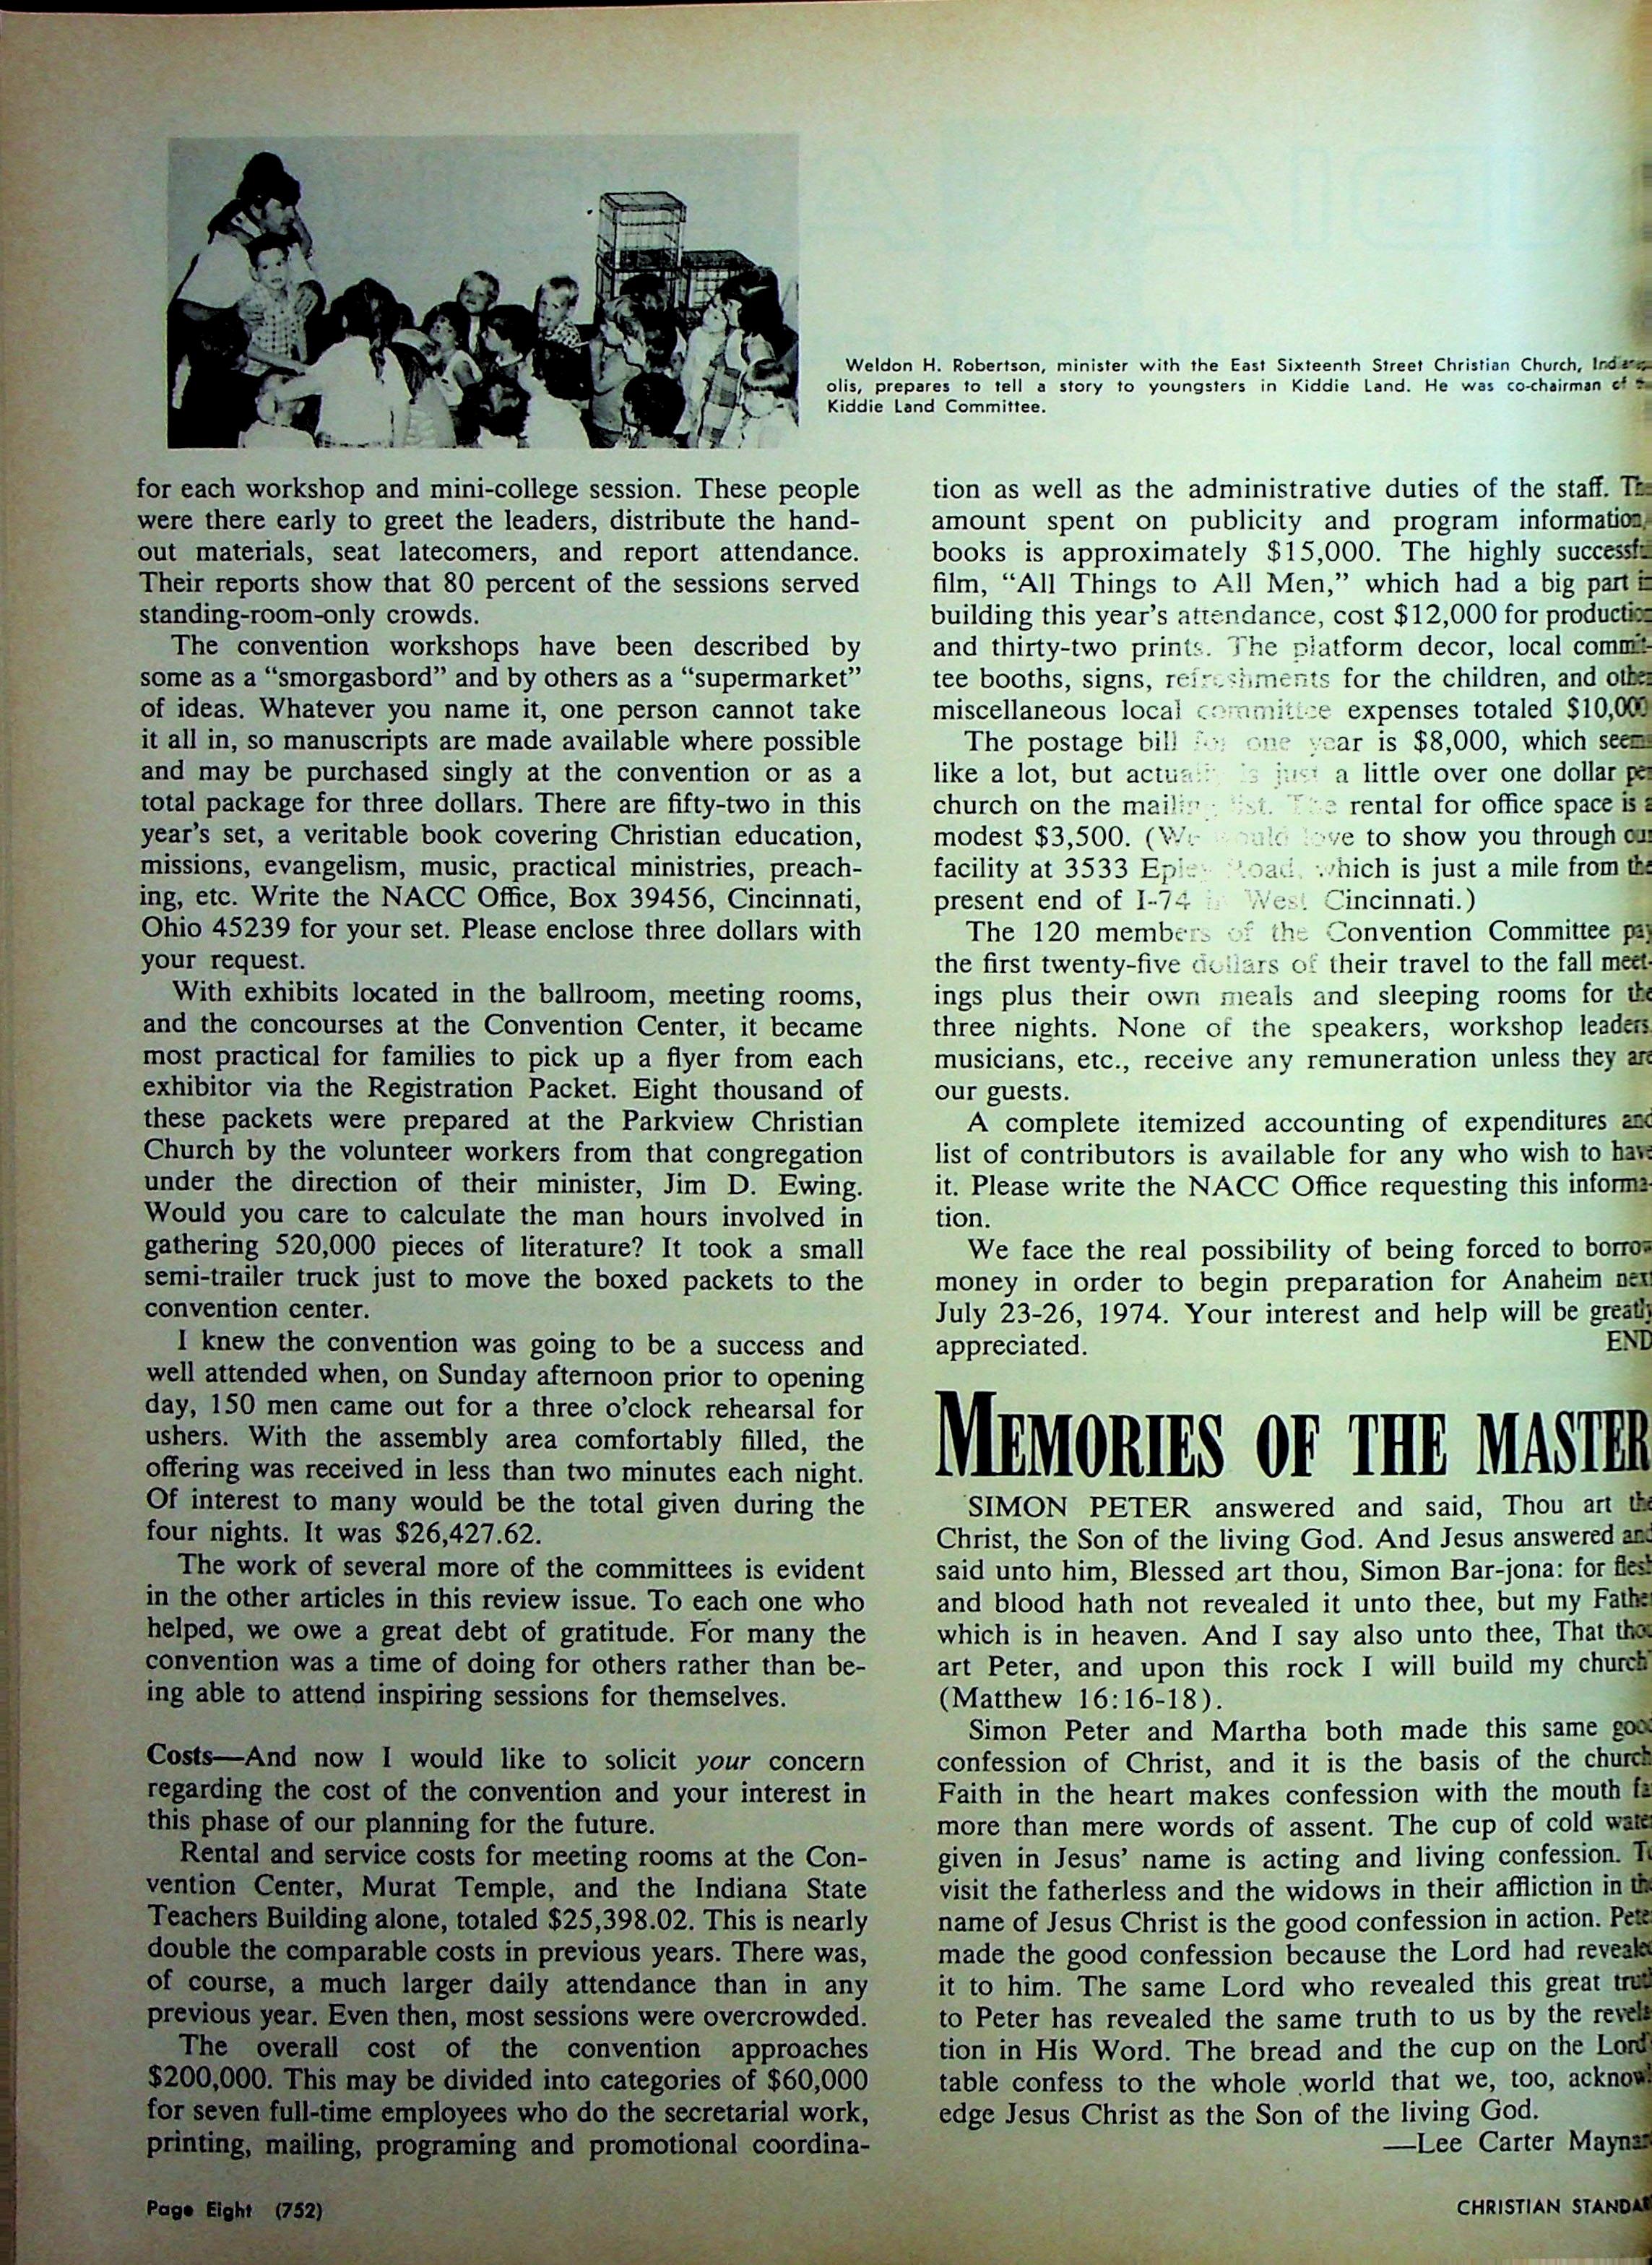 Weldon H. Robertson, minister with the East Sixteenth Street Christian Church,
olis, prepares to tell a story to youngsters in Kiddie Land. He was co-chairman of
Kiddie Land Committee.
for each workshop and mini-college session. These people
were there early to greet the leaders, distribute the hand-
out materials, seat latecomers, and report attendance.
Their reports show that 80 percent of the sessions served
standing-room-only crowds.
The convention workshops have been described by
some as a “smorgasbord” and by others as a “supermarket”
of ideas. Whatever you name it, one person cannot take
it all in, so manuscripts are made available where possible
and may be purchased singly at the convention or as a
total package for three dollars. There are fifty-two in this
year’s set, a veritable book covering Christian education,
missions, evangelism, music, practical ministries, preach-
ing, etc. Write the NACC Office, Box 39456, Cincinnati,
Ohio 45239 for your set. Please enclose three dollars with
your request.
With exhibits located in the ballroom, meeting rooms,
and the concourses at the Convention Center, it became
most practical for families to pick up a flyer from each
exhibitor via the Registration Packet. Eight thousand of
these packets were prepared at the Parkview Christian
Church by the volunteer workers from that congregation
under the direction of their minister, Jim D. Ewing.
Would you care to calculate the man hours involved in
gathering 520,000 pieces of literature? It took a small
semi-trailer truck just to move the boxed packets to the
convention center.
I knew the convention was going to be a success and
well attended when, on Sunday afternoon prior to opening
day, 150 men came out for a three o’clock rehearsal for
ushers. With the assembly area comfortably filled, the
offering was received in less than two minutes each night.
Of interest to many would be the total given during the
four nights. It was $26,427.62.
The work of several more of the committees is evident
in the other articles in this review issue. To each one who
helped, we owe a great debt of gratitude. For many the
convention was a time of doing for others rather than be-
ing able to attend inspiring sessions for themselves.
Costs—And now I would like to solicit your concern
regarding the cost of the convention and your interest in
this phase of our planning for the future.
Rental and service costs for meeting rooms at the Con-
vention Center, Murat Temple, and the Indiana State
Teachers Building alone, totaled $25,398.02. This is nearly
double the comparable costs in previous years. There was,
of course, a much larger daily attendance than in any
previous year. Even then, most sessions were overcrowded.
The overall cost of the convention approaches
$200,000. This may be divided into categories of $60,000
for seven full-time employees who do the secretarial work,
printing, mailing, programing and promotional coordina-
tion as well as the administrative duties of the staff. The
amount spent on publicity and program information,
books is approximately $15,000. The highly successful
film, “All Things to All Men,” which had a big part in
building this year’s attendance, cost $12,000 for production
and thirty-two prints. The platform decor, local commit-
tee booths, signs, refreshments for the children, and other
miscellaneous local committee expenses totaled $10,000
The postage bill for one year is $8,000, which seems
like a lot, but actually is just a little over one dollar per
church on the mailing list. The rental for office space is a
modest $3,500. (We would love to show you through our
facility at 3533 Epley Road, which is just a mile from the
present end of I-74 in West Cincinnati.)
The 120 members of the Convention Committee pay
the first twenty-five dollars of their travel to the fall meet-
ings plus their own meals and sleeping rooms for the
three nights. None of the speakers, workshop leaders,
musicians, etc., receive any remuneration unless they are
our guests.
A complete itemized accounting of expenditures and
list of contributors is available for any who wish to have
it. Please write the NACC Office requesting this informa-
tion.
We face the real possibility of being forced to borrow
money in order to begin preparation for Anaheim next
July 23-26, 1974. Your interest and help will be greatly
appreciated. END
MEMORIES OF THE MASTER
SIMON PETER answered and said, Thou art the
Christ, the Son of the living God. And Jesus answered and
said unto him, Blessed art thou, Simon Bar-jona: for flesh
and blood hath not revealed it unto thee, but my Father
which is in heaven. And I say also unto thee, That thou
art Peter, and upon this rock I will build my church”
(Matthew 16:16-18).
Simon Peter and Martha both made this same good
confession of Christ, and it is the basis of the church
Faith in the heart makes confession with the mouth far
more than mere words of assent. The cup of cold water
given in Jesus’ name is acting and living confession. To
visit the fatherless and the widows in their affliction in the
name of Jesus Christ is the good confession in action. Peter
made the good confession because the Lord had revealed
it to him. The same Lord who revealed this great truth
to Peter has revealed the same truth to us by the revela
tion in His Word. The bread and the cup on the Lord’
table confess to the whole world that we, too, acknowl
edge Jesus Christ as the Son of the living God.
—Lee Carter Maynar
Page Eight (752)
CHRISTIAN STANDAR